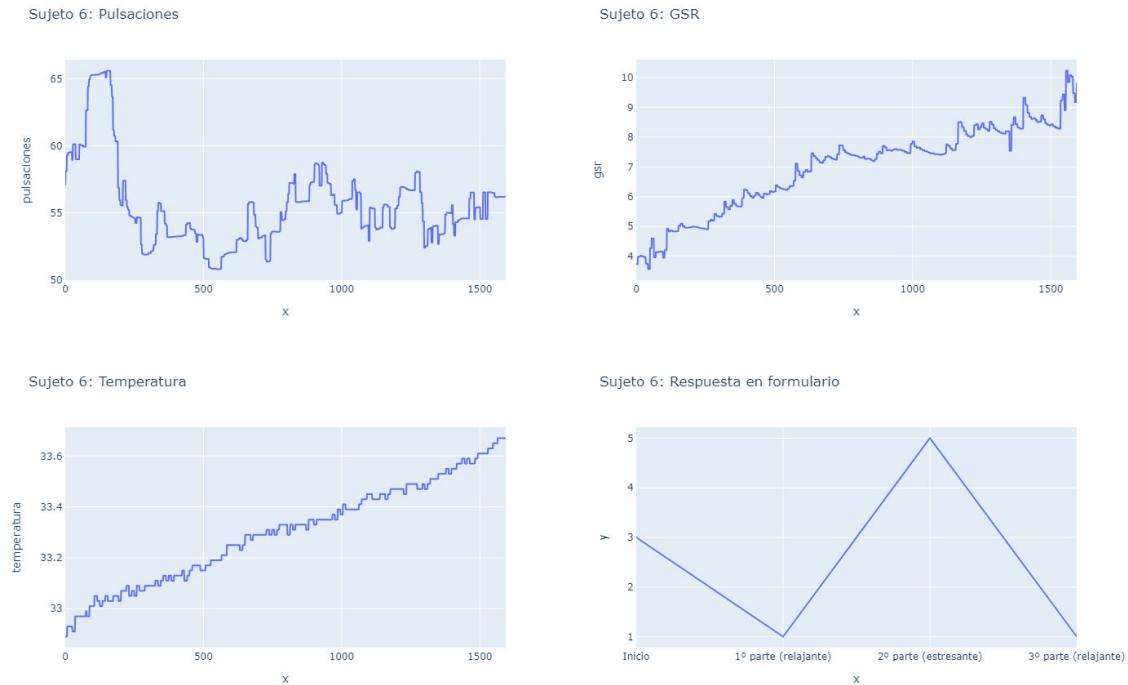 Sujeto 6: Pulsaciones
65
60
55
50
pulsaciones
0 500 1000 1500
x
Sujeto 6: GSR
10
9
8
7
6
5
4
gsr
0 500 1000 1500
x
Sujeto 6: Temperatura
33.6
33.4
33.2
33
temperatura
0 500 1000 1500
x
Sujeto 6: Respuesta en formulario
5
4
3
2
1
y
Inicio 1º parte (relajante) 2º parte (estresante) 3º parte (relajante)
x